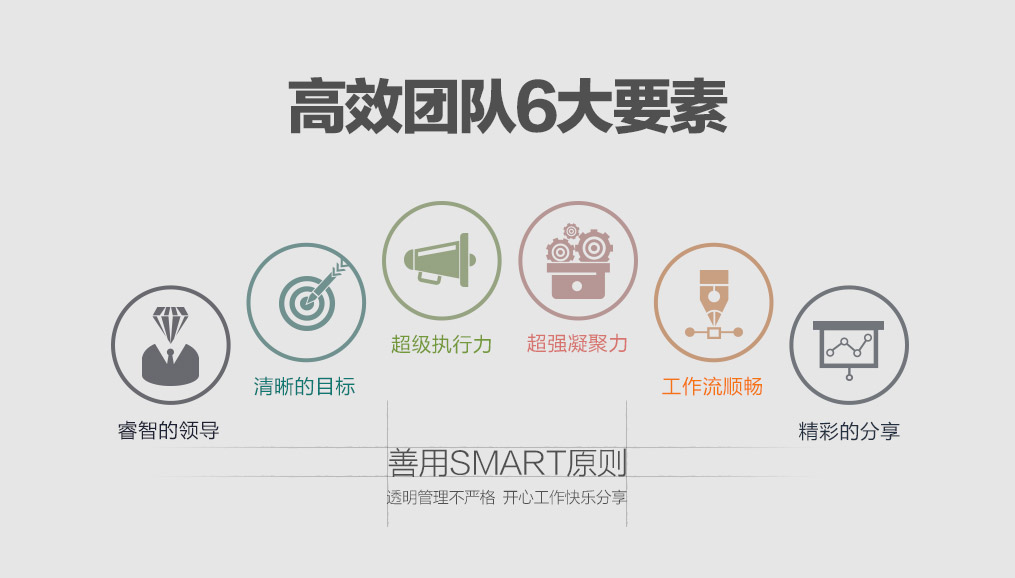 高效团队6大要素
睿智的领导
清晰的目标
超级执行力
超强凝聚力
工作流顺畅
精彩的分享
善用SMART原则
透明管理不严格 开心工作快乐分享